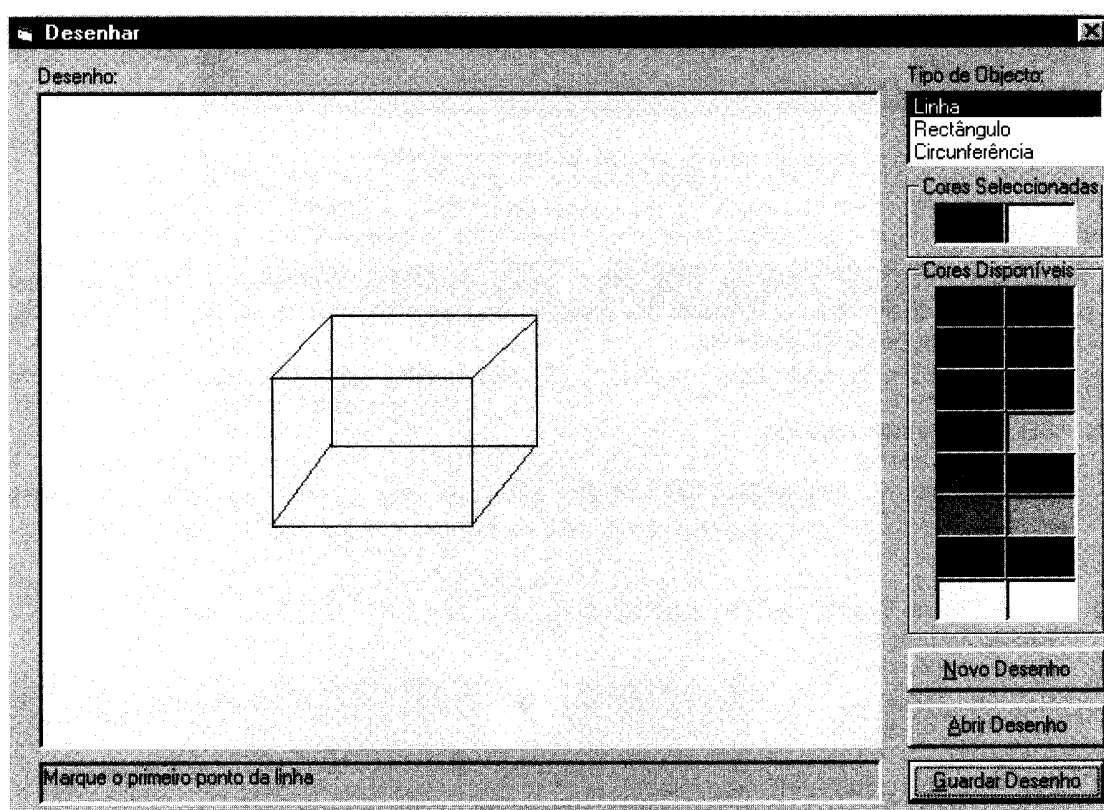 Desenhar
Desenho:
Tipo de Objecto:
Linha
Rectângulo
Circunferência
Cores Seleccionadas
Cores Disponíveis
Novo Desenho
Abrir Desenho
Marque o primeiro ponto da linha
Guardar Desenho